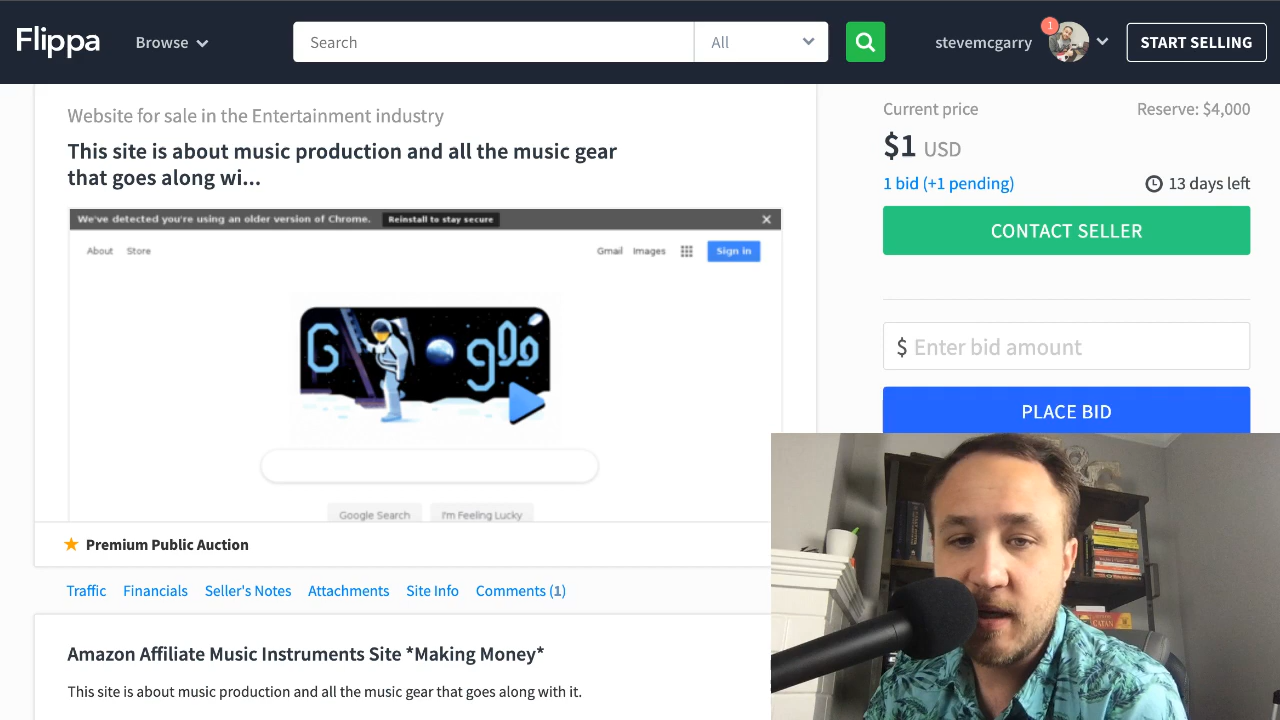 Flippa
Browse
Search
All
stevemcgarry
1
START SELLING
Website for sale in the Entertainment industry
This site is about music production and all the music gear
that goes along wi...
We've detected you're using an older version of Chrome.
Reinstall to stay secure
About
Store
Gmail
Images
Sign in
Google Search
I'm Feeling Lucky
Premium Public Auction
Traffic
Financials
Seller's Notes
Attachments
Site Info
Comments (1)
Amazon Affiliate Music Instruments Site *Making Money*
This site is about music production and all the music gear that goes along with it.
Current price
Reserve: $4,000
$1 USD
1 bid (+1 pending)
13 days left
CONTACT SELLER
$ Enter bid amount
PLACE BID
CATAN